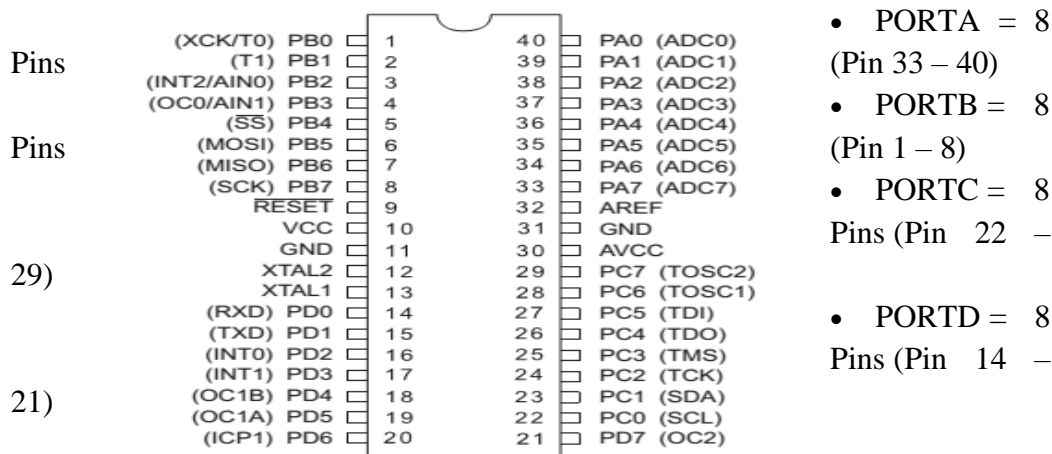 • PORTA = 8
Pins (Pin 33 – 40)
• PORTB = 8
Pins (Pin 1 – 8)
• PORTC = 8
Pins (Pin 22 –
29)
• PORTD = 8
Pins (Pin 14 –
21)
(XCK/T0) PB0 1 40 PA0 (ADC0)
(T1) PB1 2 39 PA1 (ADC1)
(INT2/AIN0) PB2 3 38 PA2 (ADC2)
(OC0/AIN1) PB3 4 37 PA3 (ADC3)
(SS) PB4 5 36 PA4 (ADC4)
(MOSI) PB5 6 35 PA5 (ADC5)
(MISO) PB6 7 34 PA6 (ADC6)
(SCK) PB7 8 33 PA7 (ADC7)
RESET 9 32 AREF
VCC 10 31 GND
GND 11 30 AVCC
XTAL2 12 29 PC7 (TOSC2)
XTAL1 13 28 PC6 (TOSC1)
(RXD) PD0 14 27 PC5 (TDI)
(TXD) PD1 15 26 PC4 (TDO)
(INT0) PD2 16 25 PC3 (TMS)
(INT1) PD3 17 24 PC2 (TCK)
(OC1B) PD4 18 23 PC1 (SDA)
(OC1A) PD5 19 22 PC0 (SCL)
(ICP1) PD6 20 21 PD7 (OC2)